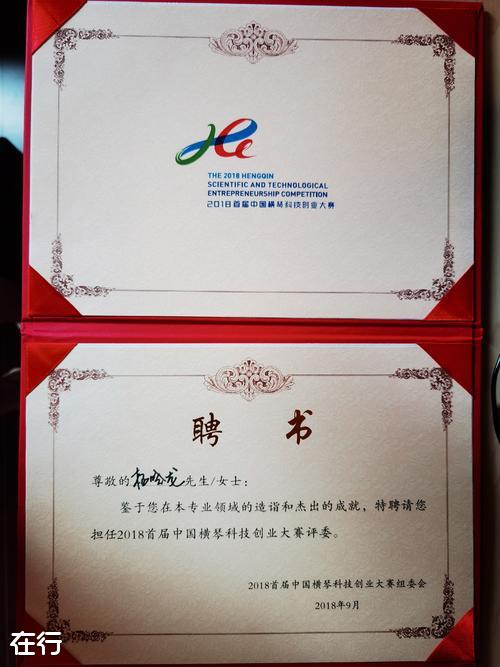 THE 2018 HENGQIN
SCIENTIFIC AND TECHNOLOGICAL
ENTREPRENEURSHIP COMPETITION
2018首届中国横琴科技创业大赛
聘 书
尊敬的 先生/女士：
鉴于您在本专业领域的造诣和杰出的成就，特聘请您
担任2018首届中国横琴科技创业大赛评委。
2018首届中国横琴科技创业大赛组委会
2018年9月
在行